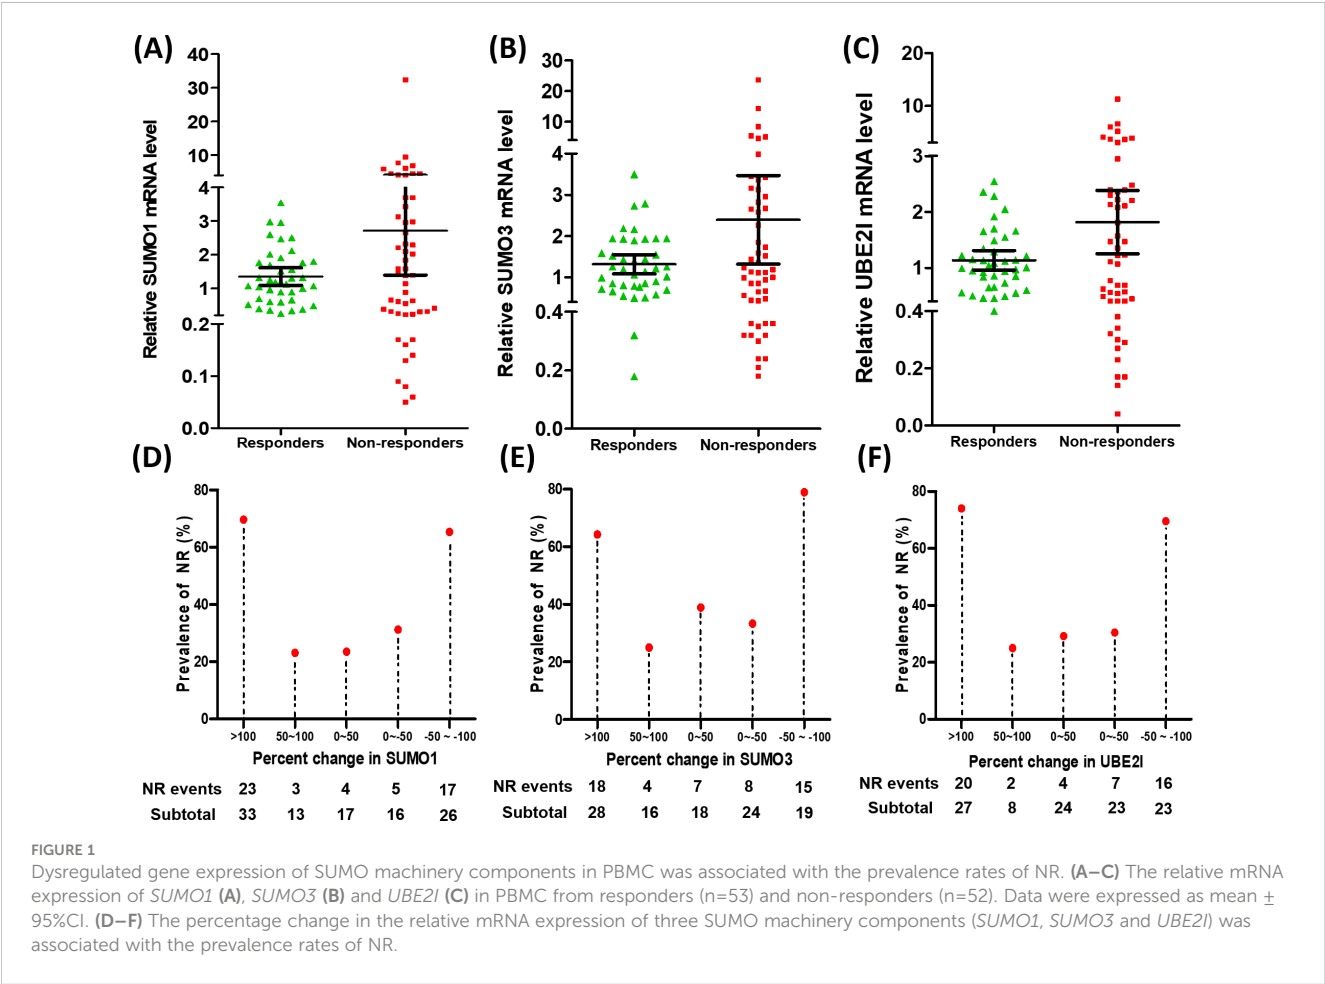 (A)
40
30
20
10
4
3
2
1
0.2
0.1
0.0
Relative SUMO1 mRNA level
Responders Non-responders
(B)
30
20
10
4
3
2
1
0.4
0.2
0.0
Relative SUMO3 mRNA level
Responders Non-responders
(C)
20
10
3
2
1
0.4
0.2
0.0
Relative UBE2I mRNA level
Responders Non-responders
(D)
80
60
40
20
0
Prevalence of NR (%)
>100 50~100 0~50 0~-50 -50 ~ -100
Percent change in SUMO1
NR events 23 3 4 5 17
Subtotal 33 13 17 16 26
(E)
80
60
40
20
0
Prevalence of NR (%)
>100 50~100 0~50 0~-50 -50 ~ -100
Percent change in SUMO3
NR events 18 4 7 8 15
Subtotal 28 16 18 24 19
(F)
80
60
40
20
0
Prevalence of NR (%)
>100 50~100 0~50 0~-50 -50 ~ -100
Percent change in UBE2I
NR events 20 2 4 7 16
Subtotal 27 8 24 23 23
FIGURE 1
Dysregulated gene expression of SUMO machinery components in PBMC was associated with the prevalence rates of NR. (A–C) The relative mRNA
expression of SUMO1 (A), SUMO3 (B) and UBE2I (C) in PBMC from responders (n=53) and non-responders (n=52). Data were expressed as mean ±
95%CI. (D–F) The percentage change in the relative mRNA expression of three SUMO machinery components (SUMO1, SUMO3 and UBE2I) was
associated with the prevalence rates of NR.